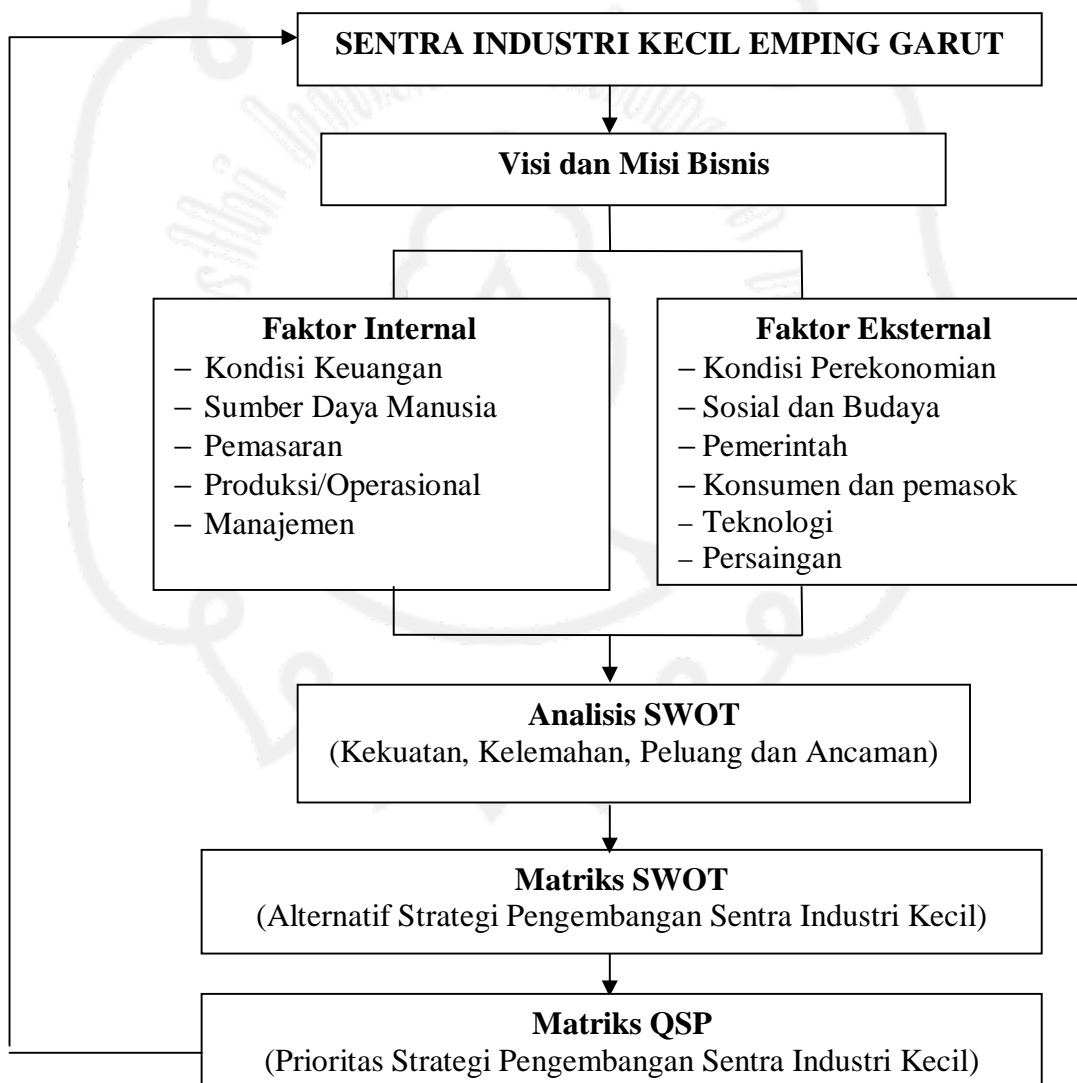 SENTRA INDUSTRI KECIL EMPING GARUT
Visi dan Misi Bisnis
Faktor Internal
– Kondisi Keuangan
– Sumber Daya Manusia
– Pemasaran
– Produksi/Operasional
– Manajemen
Faktor Eksternal
– Kondisi Perekonomian
– Sosial dan Budaya
– Pemerintah
– Konsumen dan pemasok
– Teknologi
– Persaingan
Analisis SWOT
(Kekuatan, Kelemahan, Peluang dan Ancaman)
Matriks SWOT
(Alternatif Strategi Pengembangan Sentra Industri Kecil)
Matriks QSP
(Prioritas Strategi Pengembangan Sentra Industri Kecil)